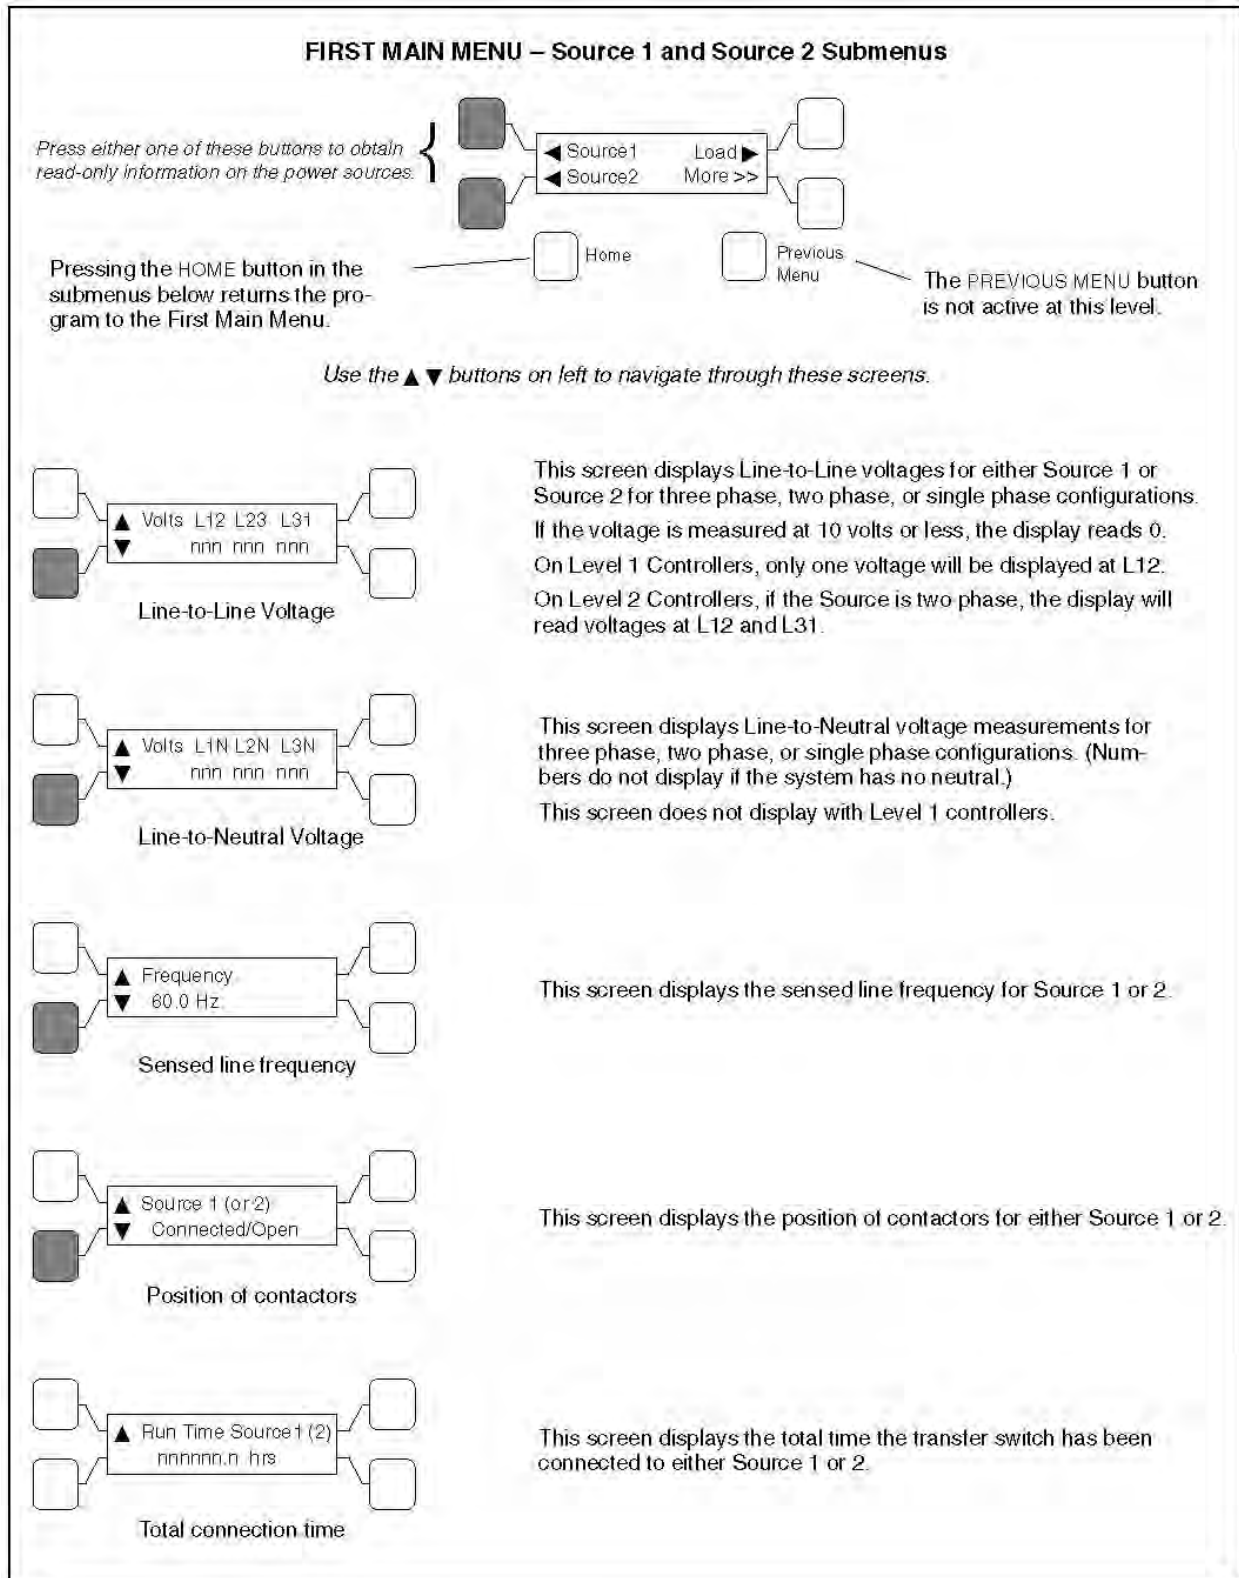 FIRST MAIN MENU – Source 1 and Source 2 Submenus
Press either one of these buttons to obtain
read-only information on the power sources.
◀ Source1 Load ▶
◀ Source2 More >>
Home
Previous
Menu
Pressing the HOME button in the
submenus below returns the pro-
gram to the First Main Menu.
The PREVIOUS MENU button
is not active at this level.
Use the ▲ ▼ buttons on left to navigate through these screens.
▲ Volts L12 L23 L31
▼ nnn nnn nnn
Line-to-Line Voltage
This screen displays Line-to-Line voltages for either Source 1 or
Source 2 for three phase, two phase, or single phase configurations.
If the voltage is measured at 10 volts or less, the display reads 0.
On Level 1 Controllers, only one voltage will be displayed at L12.
On Level 2 Controllers, if the Source is two phase, the display will
read voltages at L12 and L31.
▲ Volts L1N L2N L3N
▼ nnn nnn nnn
Line-to-Neutral Voltage
This screen displays Line-to-Neutral voltage measurements for
three phase, two phase, or single phase configurations. (Num-
bers do not display if the system has no neutral.)
This screen does not display with Level 1 controllers.
▲ Frequency
▼ 60.0 Hz
Sensed line frequency
This screen displays the sensed line frequency for Source 1 or 2.
▲ Source 1 (or 2)
▼ Connected/Open
Position of contactors
This screen displays the position of contactors for either Source 1 or 2.
▲ Run Time Source1 (2)
nnnnnn.n hrs
Total connection time
This screen displays the total time the transfer switch has been
connected to either Source 1 or 2.